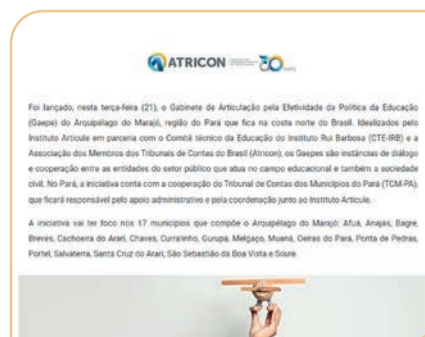 ATRICON
Foi lançado, nesta terça-feira (21), o Gabinete de Articulação pela Efetividade da Política da Educação
(Gaepe) do Arquipélago do Marajó, região do Pará que fica na costa norte do Brasil. Idealizados pelo
Instituto Articule em parceria com o Comitê técnico da Educação do Instituto Rui Barbosa (CTE-IRB) e a
Associação dos Membros dos Tribunais de Contas do Brasil (Atricon), os Gaepes são instâncias de diálogo
e cooperação entre as entidades do setor público que atua no campo educacional e também a sociedade
civil. No Pará, a iniciativa conta com a cooperação do Tribunal de Contas dos Municípios do Pará (TCM-PA),
que ficará responsável pelo apoio administrativo e pela coordenação junto ao Instituto Articule.
A iniciativa vai ter foco nos 17 municípios que compõe o Arquipélago do Marajó: Afuá, Anajás, Bagre,
Breves, Cachoeira do Arari, Chaves, Curralinho, Gurupá, Melgaço, Muaná, Oeiras do Pará, Ponta de Pedras,
Portel, Salvaterra, Santa Cruz do Arari, São Sebastião da Boa Vista e Soure.